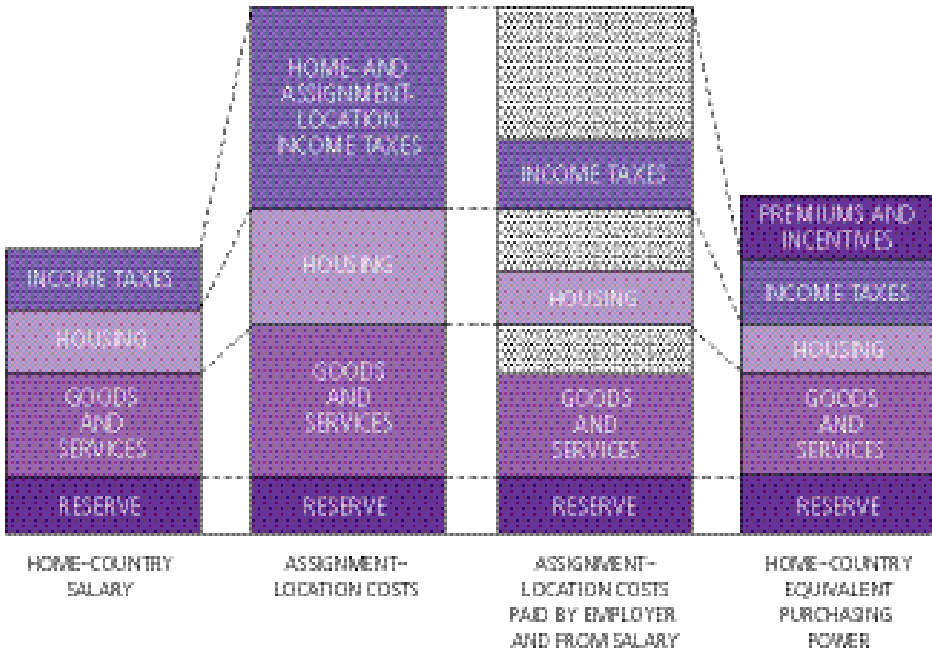 INCOME TAXES
HOUSING
GOODS
AND
SERVICES
RESERVE
HOME-COUNTRY
SALARY
HOME- AND
ASSIGNMENT-
LOCATION
INCOME TAXES
HOUSING
GOODS
AND
SERVICES
RESERVE
ASSIGNMENT-
LOCATION COSTS
INCOME TAXES
HOUSING
GOODS
AND
SERVICES
RESERVE
ASSIGNMENT-
LOCATION COSTS
PAID BY EMPLOYER
AND FROM SALARY
PREMIUMS AND
INCENTIVES
INCOME TAXES
HOUSING
GOODS
AND
SERVICES
RESERVE
HOME-COUNTRY
EQUIVALENT
PURCHASING
POWER